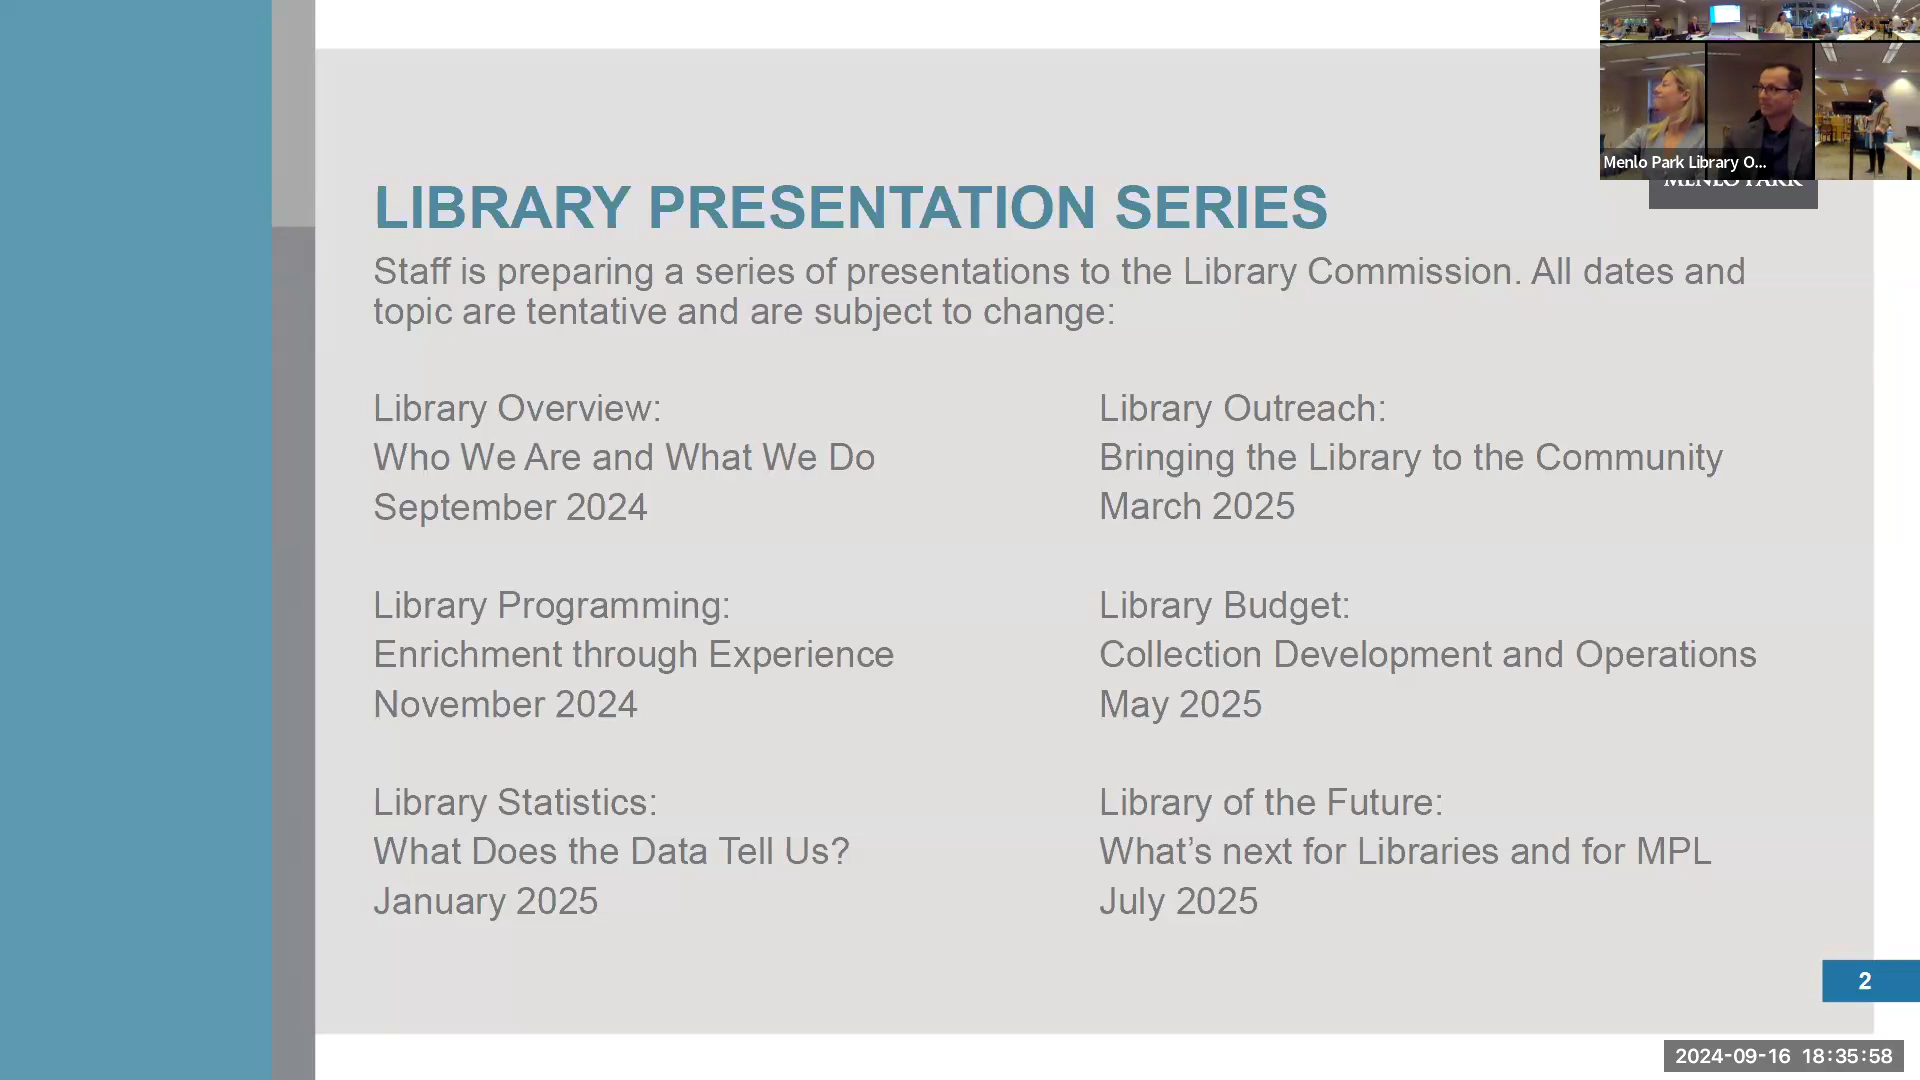 Menlo Park Library O...
MENLO PARK
LIBRARY PRESENTATION SERIES
Staff is preparing a series of presentations to the Library Commission. All dates and
topic are tentative and are subject to change:
Library Overview:
Who We Are and What We Do
September 2024
Library Programming:
Enrichment through Experience
November 2024
Library Statistics:
What Does the Data Tell Us?
January 2025
Library Outreach:
Bringing the Library to the Community
March 2025
Library Budget:
Collection Development and Operations
May 2025
Library of the Future:
What’s next for Libraries and for MPL
July 2025
2
2024-09-16 18:35:58